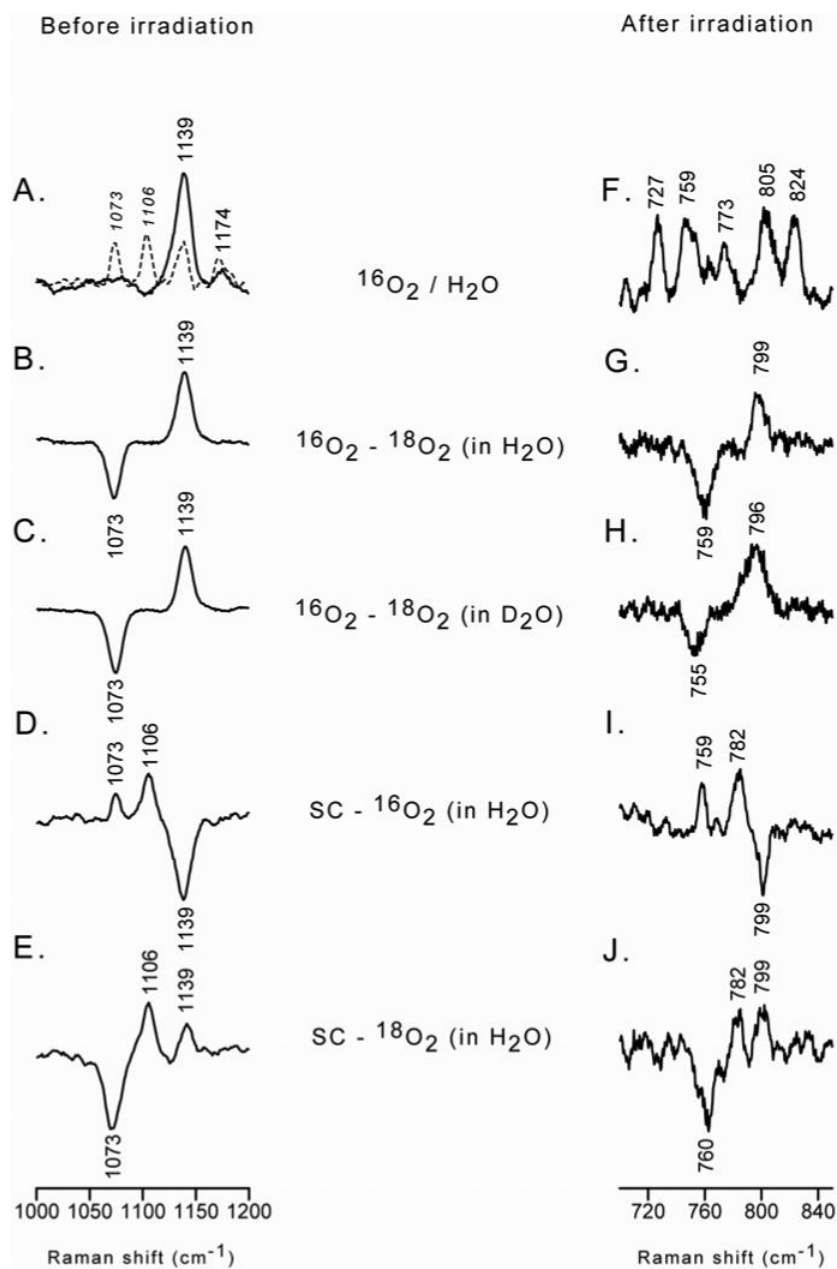 Before irradiation
After irradiation
A.
1073
1106
1139
1174
¹⁶O₂ / H₂O
F.
727
759
773
805
824
B.
1139
1073
¹⁶O₂ - ¹⁸O₂ (in H₂O)
G.
799
759
C.
1139
1073
¹⁶O₂ - ¹⁸O₂ (in D₂O)
H.
796
755
D.
1073
1106
1139
SC - ¹⁶O₂ (in H₂O)
I.
759
782
799
E.
1106
1139
1073
SC - ¹⁸O₂ (in H₂O)
J.
782
799
760
1000 1050 1100 1150 1200
720 760 800 840
Raman shift (cm⁻¹)
Raman shift (cm⁻¹)